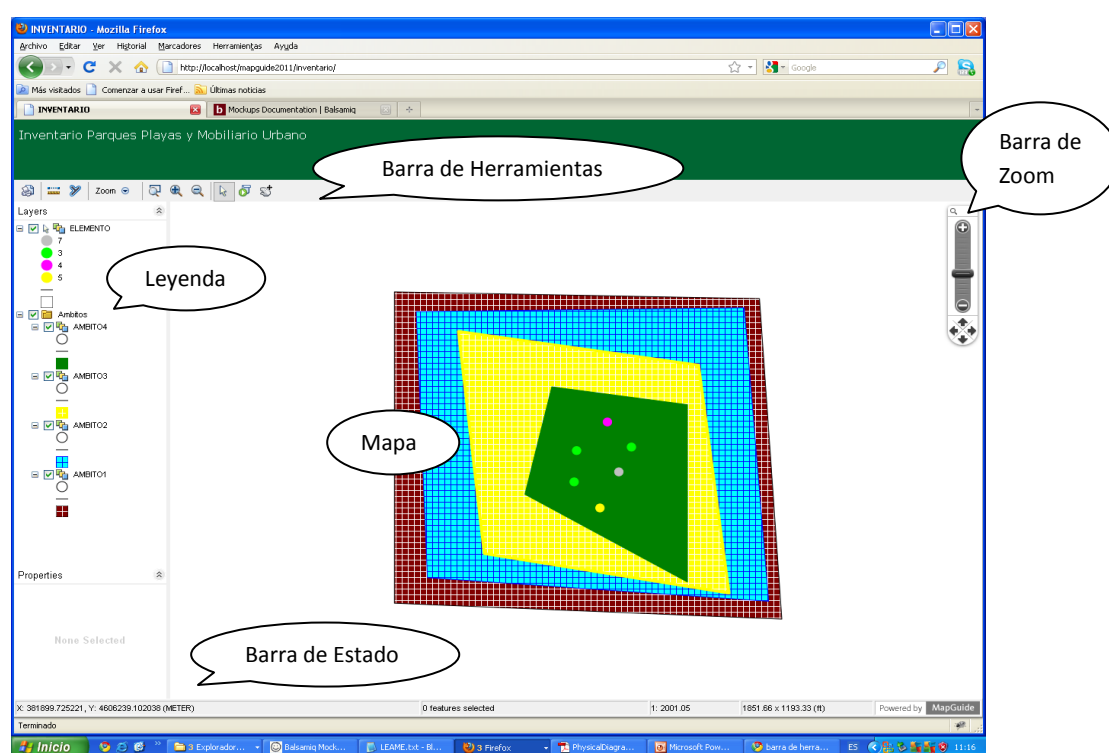 INVENTARIO - Mozilla Firefox
Archivo Editar Ver Historial Marcadores Herramientas Ayuda
http://localhost/mapguide2011/inventario/
Google
Más visitados Comenzar a usar Firef... Últimas noticias
INVENTARIO
Mockups Documentation | Balsamiq
Inventario Parques Playas y Mobiliario Urbano
Barra de Herramientas
Barra de
Zoom
Zoom
Layers
ELEMENTO
7
3
4
5
Leyenda
Ambitos
AMBITO4
AMBITO3
AMBITO2
AMBITO1
Mapa
Properties
None Selected
Barra de Estado
X: 381899.725221, Y: 4606239.102038 (METER)
0 features selected
1: 2001.05
1851.66 x 1193.33 (ft)
Powered by MapGuide
Terminado
Inicio
3 Explorador...
Balsamiq Mock...
LEAME.txt - Bl...
3 Firefox
PhysicalDiagra...
Microsoft Pow...
barra de herra...
ES
11:16